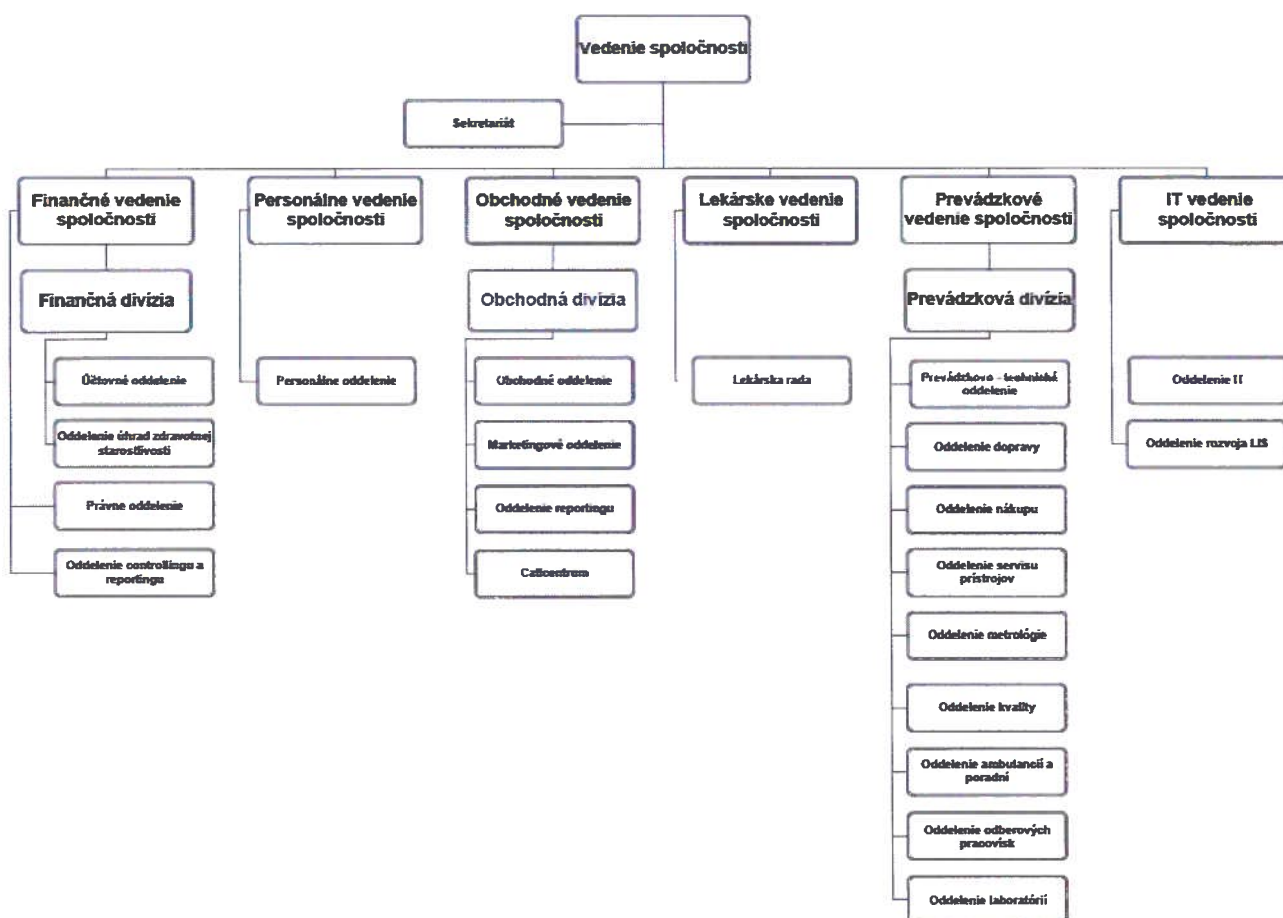 Vedenie spoločnosti
Sekretariát
Finančné vedenie
spoločnosti
Personálne vedenie
spoločnosti
Obchodné vedenie
spoločnosti
Lekárske vedenie
spoločnosti
Prevádzkové
vedenie spoločnosti
IT vedenie
spoločnosti
Finančná divízia
Obchodná divízia
Prevádzková divízia
Účtovné oddelenie
Oddelenie úhrad zdravotnej
starostlivosti
Právne oddelenie
Oddelenie controllingu a
reportingu
Personálne oddelenie
Obchodné oddelenie
Marketingové oddelenie
Oddelenie reportingu
Callcentrum
Lekárska rada
Prevádzkovo - technické
oddelenie
Oddelenie dopravy
Oddelenie nákupu
Oddelenie servisu
prístrojov
Oddelenie metrológie
Oddelenie kvality
Oddelenie ambulancií a
poradní
Oddelenie odberových
pracovísk
Oddelenie laboratórií
Oddelenie IT
Oddelenie rozvoja LIS